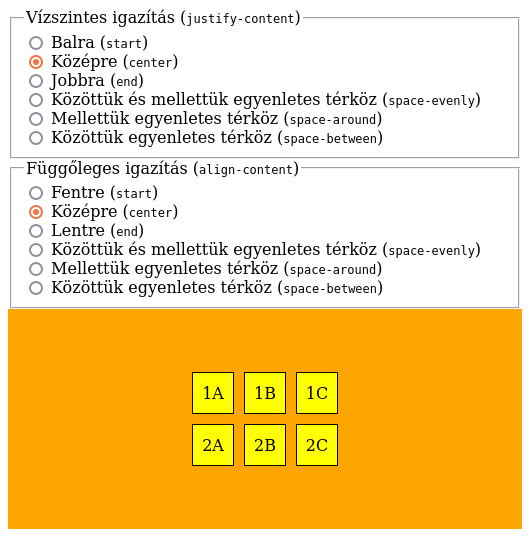 Vízszintes igazítás (justify-content)
Balra (start)
Középre (center)
Jobbra (end)
Közöttük és mellettük egyenletes térköz (space-evenly)
Mellettük egyenletes térköz (space-around)
Közöttük egyenletes térköz (space-between)
Függőleges igazítás (align-content)
Fentre (start)
Középre (center)
Lentre (end)
Közöttük és mellettük egyenletes térköz (space-evenly)
Mellettük egyenletes térköz (space-around)
Közöttük egyenletes térköz (space-between)
1A 1B 1C
2A 2B 2C